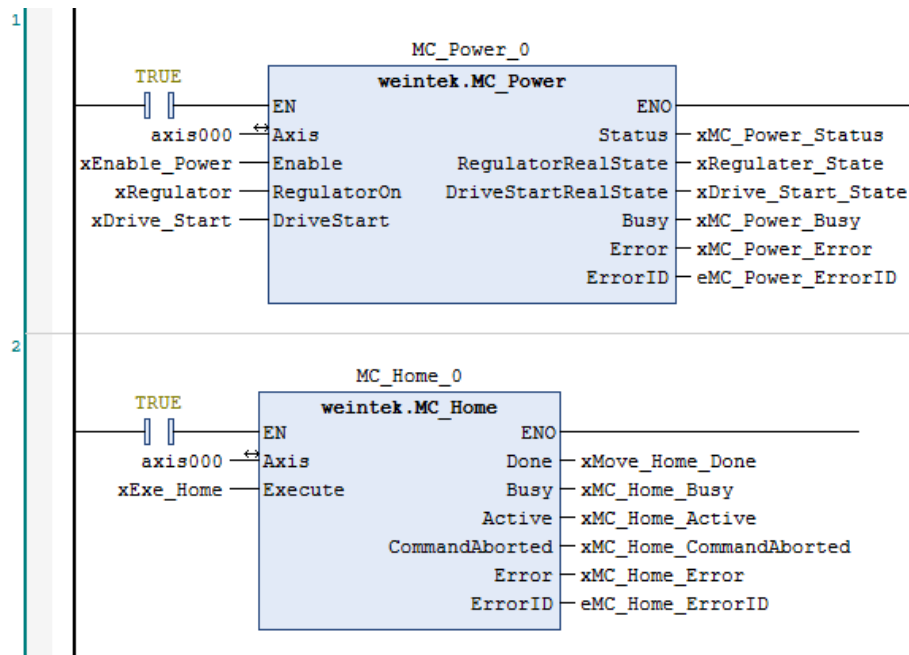 1
MC_Power_0
TRUE
weintek.MC_Power
EN ENO
axis000 Axis Status xMC_Power_Status
xEnable_Power Enable RegulatorRealState xRegulater_State
xRegulator RegulatorOn DriveStartRealState xDrive_Start_State
xDrive_Start DriveStart Busy xMC_Power_Busy
Error xMC_Power_Error
ErrorID eMC_Power_ErrorID
2
MC_Home_0
TRUE
weintek.MC_Home
EN ENO
axis000 Axis Done xMove_Home_Done
xExe_Home Execute Busy xMC_Home_Busy
Active xMC_Home_Active
CommandAborted xMC_Home_CommandAborted
Error xMC_Home_Error
ErrorID eMC_Home_ErrorID